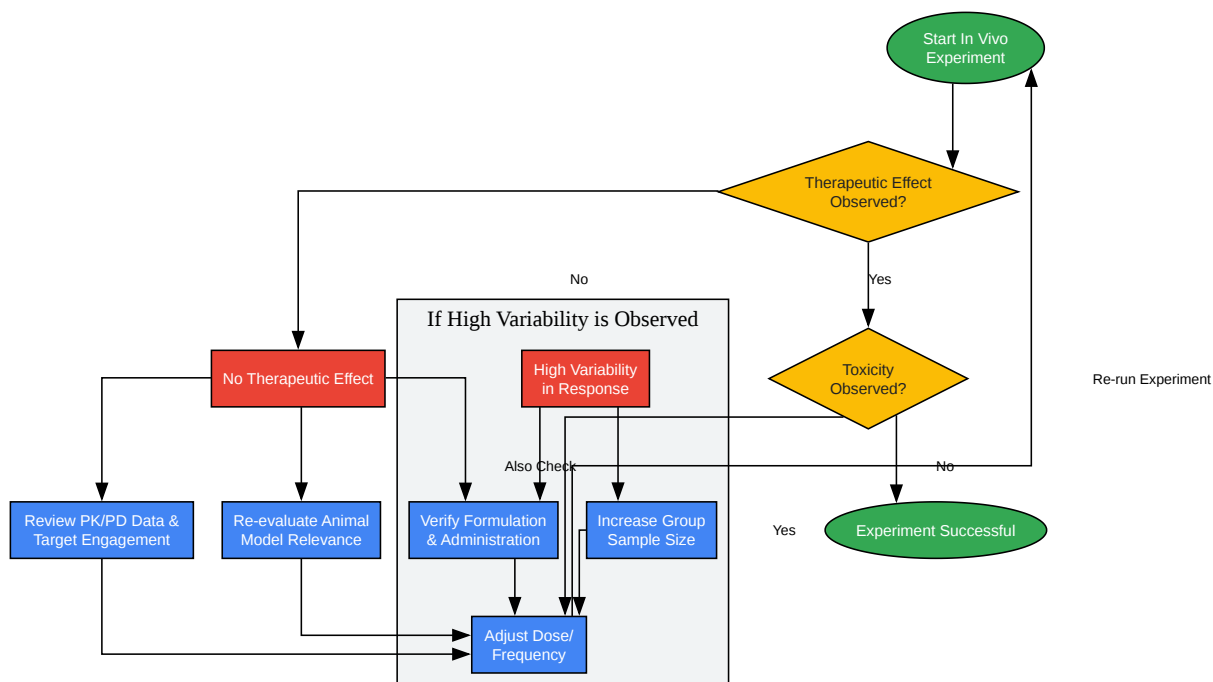 Start In Vivo
Experiment
Therapeutic Effect
Observed?
No
Yes
If High Variability is Observed
No Therapeutic Effect
High Variability
in Response
Toxicity
Observed?
Re-run Experiment
Also Check
No
Review PK/PD Data &
Target Engagement
Re-evaluate Animal
Model Relevance
Verify Formulation
& Administration
Increase Group
Sample Size
Yes
Experiment Successful
Adjust Dose/
Frequency